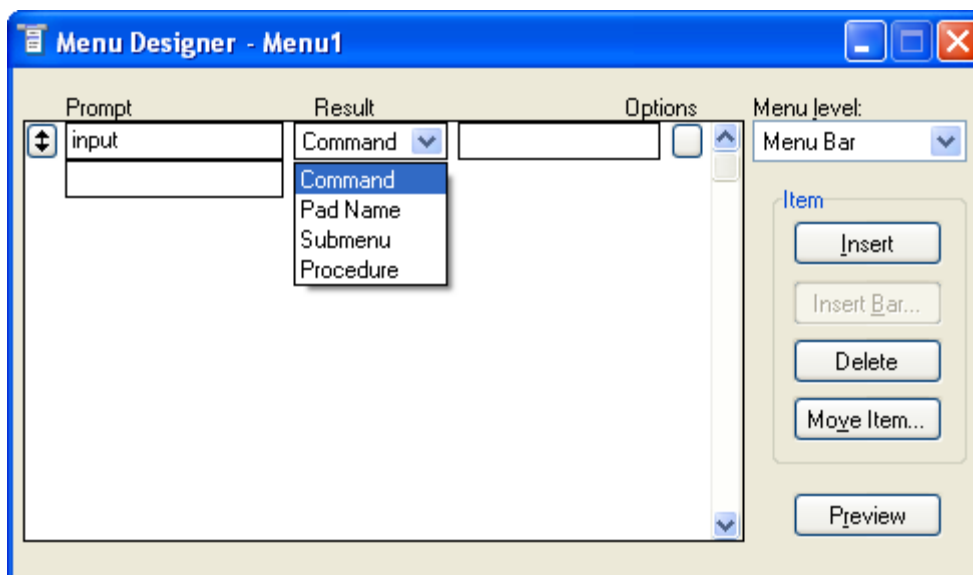 Menu Designer - Menu1
Prompt Result Options Menu level:
input Command Menu Bar
Command
Pad Name
Submenu
Procedure
Item
Insert
Insert Bar...
Delete
Move Item...
Preview